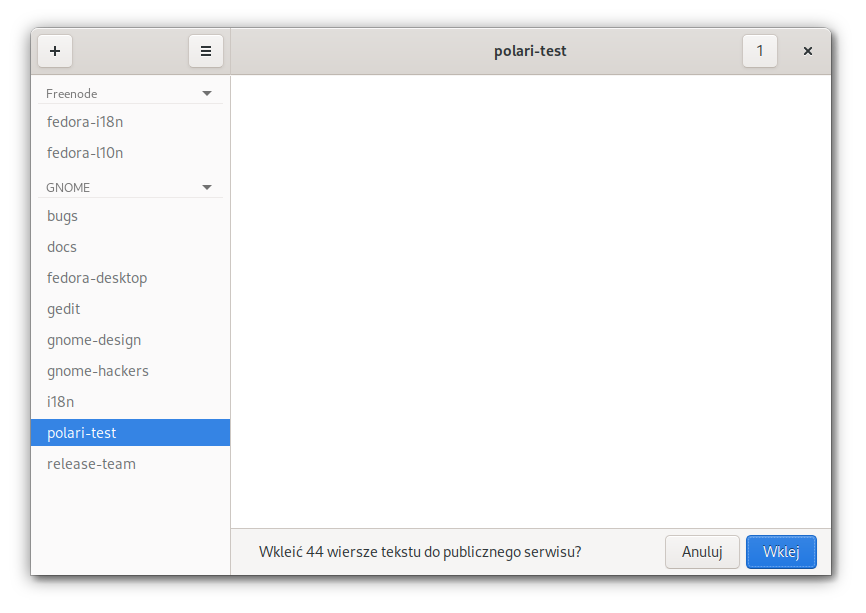 polari-test
1
Freenode
fedora-i18n
fedora-l10n
GNOME
bugs
docs
fedora-desktop
gedit
gnome-design
gnome-hackers
i18n
polari-test
release-team
Wkleić 44 wiersze tekstu do publicznego serwisu?
Anuluj
Wklej